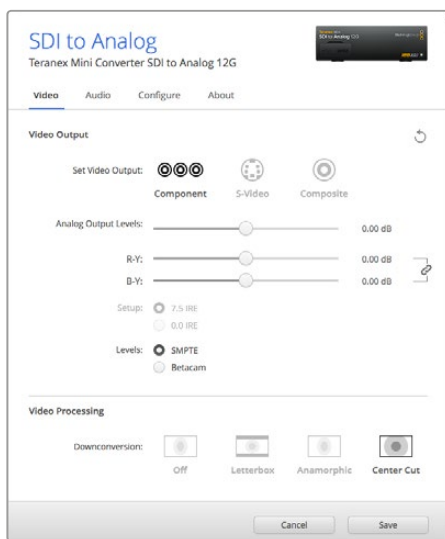 SDI to Analog
Teranex Mini Converter SDI to Analog 12G
Video Audio Configure About
Video Output
Set Video Output:
Component S-Video Composite
Analog Output Levels: 0.00 dB
R-Y: 0.00 dB
B-Y: 0.00 dB
Setup: 7.5 IRE
0.0 IRE
Levels: SMPTE
Betacam
Video Processing
Downconversion:
Off Letterbox Anamorphic Center Cut
Cancel Save